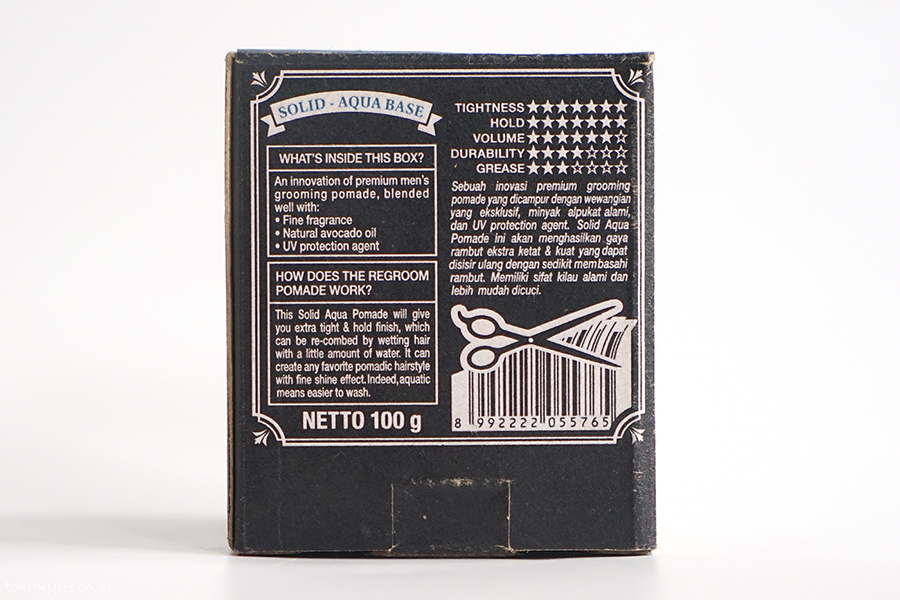 SOLID - AQUA BASE
WHAT'S INSIDE THIS BOX?
An innovation of premium men's
grooming pomade, blended
well with:
• Fine fragrance
• Natural avocado oil
• UV protection agent
HOW DOES THE REGROOM
POMADE WORK?
This Solid Aqua Pomade will give
you extra tight & hold finish, which
can be re-combed by wetting hair
with a little amount of water. It can
create any favorite pomadic hairstyle
with fine shine effect.Indeed,aquatic
means easier to wash.
NETTO 100 g
TIGHTNESS ★★★★★★★
HOLD ★★★★★★★
VOLUME ★★★★★★☆
DURABILITY ★★★★☆☆☆
GREASE ★★★☆☆☆☆
Sebuah inovasi premium grooming
pomade yang dicampur dengan wewangian
yang eksklusif, minyak alpukat alami,
dan UV protection agent. Solid Aqua
Pomade ini akan menghasilkan gaya
rambut ekstra ketat & kuat yang dapat
disisir ulang dengan sedikit membasahi
rambut. Memiliki sifat kilau alami dan
lebih mudah dicuci.
8 992222 055765